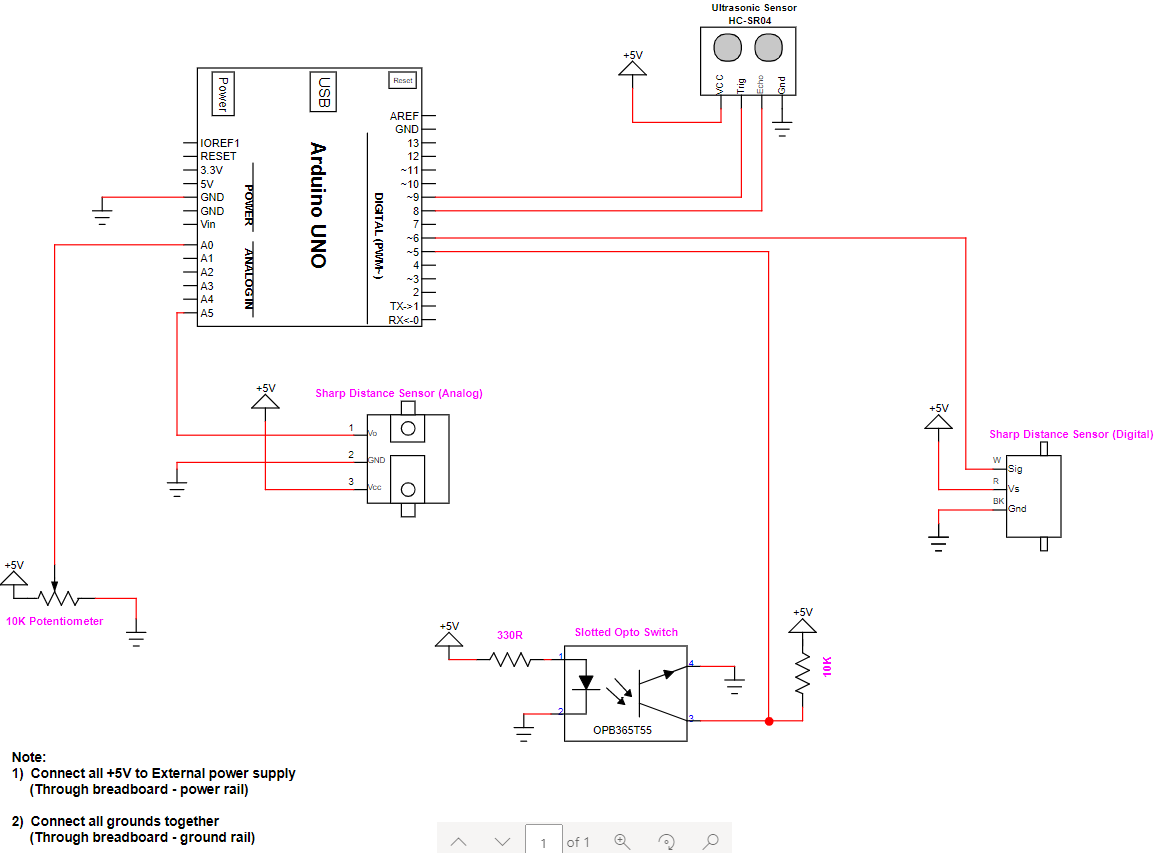 Ultrasonic Sensor
HC-SR04
+5V
VCC
Trig
Echo
Gnd
Power
USB
Reset
Arduino UNO
AREF
GND
13
12
~11
~10
~9
8
7
~6
~5
4
~3
2
TX->1
RX<-0
DIGITAL (PWM~)
IOREF1
RESET
3.3V
5V
GND
GND
Vin
POWER
A0
A1
A2
A3
A4
A5
ANALOG IN
+5V
Sharp Distance Sensor (Analog)
1 Vo
2 GND
3 Vcc
+5V
Sharp Distance Sensor (Digital)
W Sig
R Vs
BK Gnd
+5V
10K Potentiometer
+5V
330R
Slotted Opto Switch
1
2
4
3
OPB365T55
+5V
10K
Note:
1) Connect all +5V to External power supply
(Through breadboard - power rail)
2) Connect all grounds together
(Through breadboard - ground rail)
1 of 1